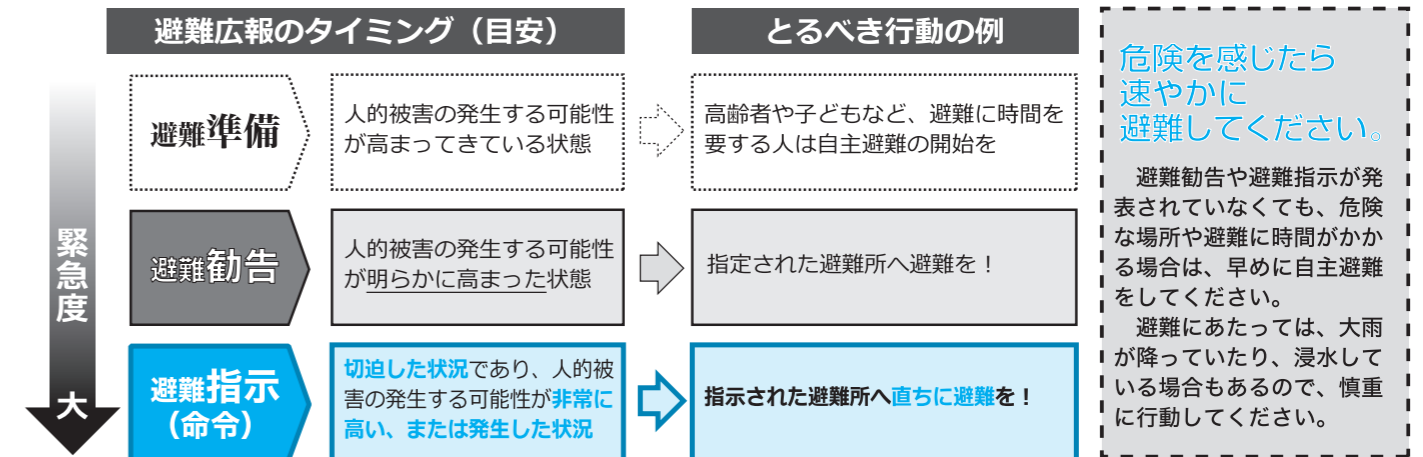 避難広報のタイミング（目安）
とるべき行動の例
緊急度
大
避難準備
人的被害の発生する可能性
が高まってきている状態
高齢者や子どもなど、避難に時間を
要する人は自主避難の開始を
避難勧告
人的被害の発生する可能性
が明らかに高まった状態
指定された避難所へ避難を！
避難指示
（命令）
切迫した状況であり、人的被
害の発生する可能性が非常に
高い、または発生した状況
指示された避難所へ直ちに避難を！
危険を感じたら
速やかに
避難してください。
避難勧告や避難指示が発
表されていなくても、危険
な場所や避難に時間がかか
る場合は、早めに自主避難
をしてください。
避難にあたっては、大雨
が降っていたり、浸水して
いる場合もあるので、慎重
に行動してください。